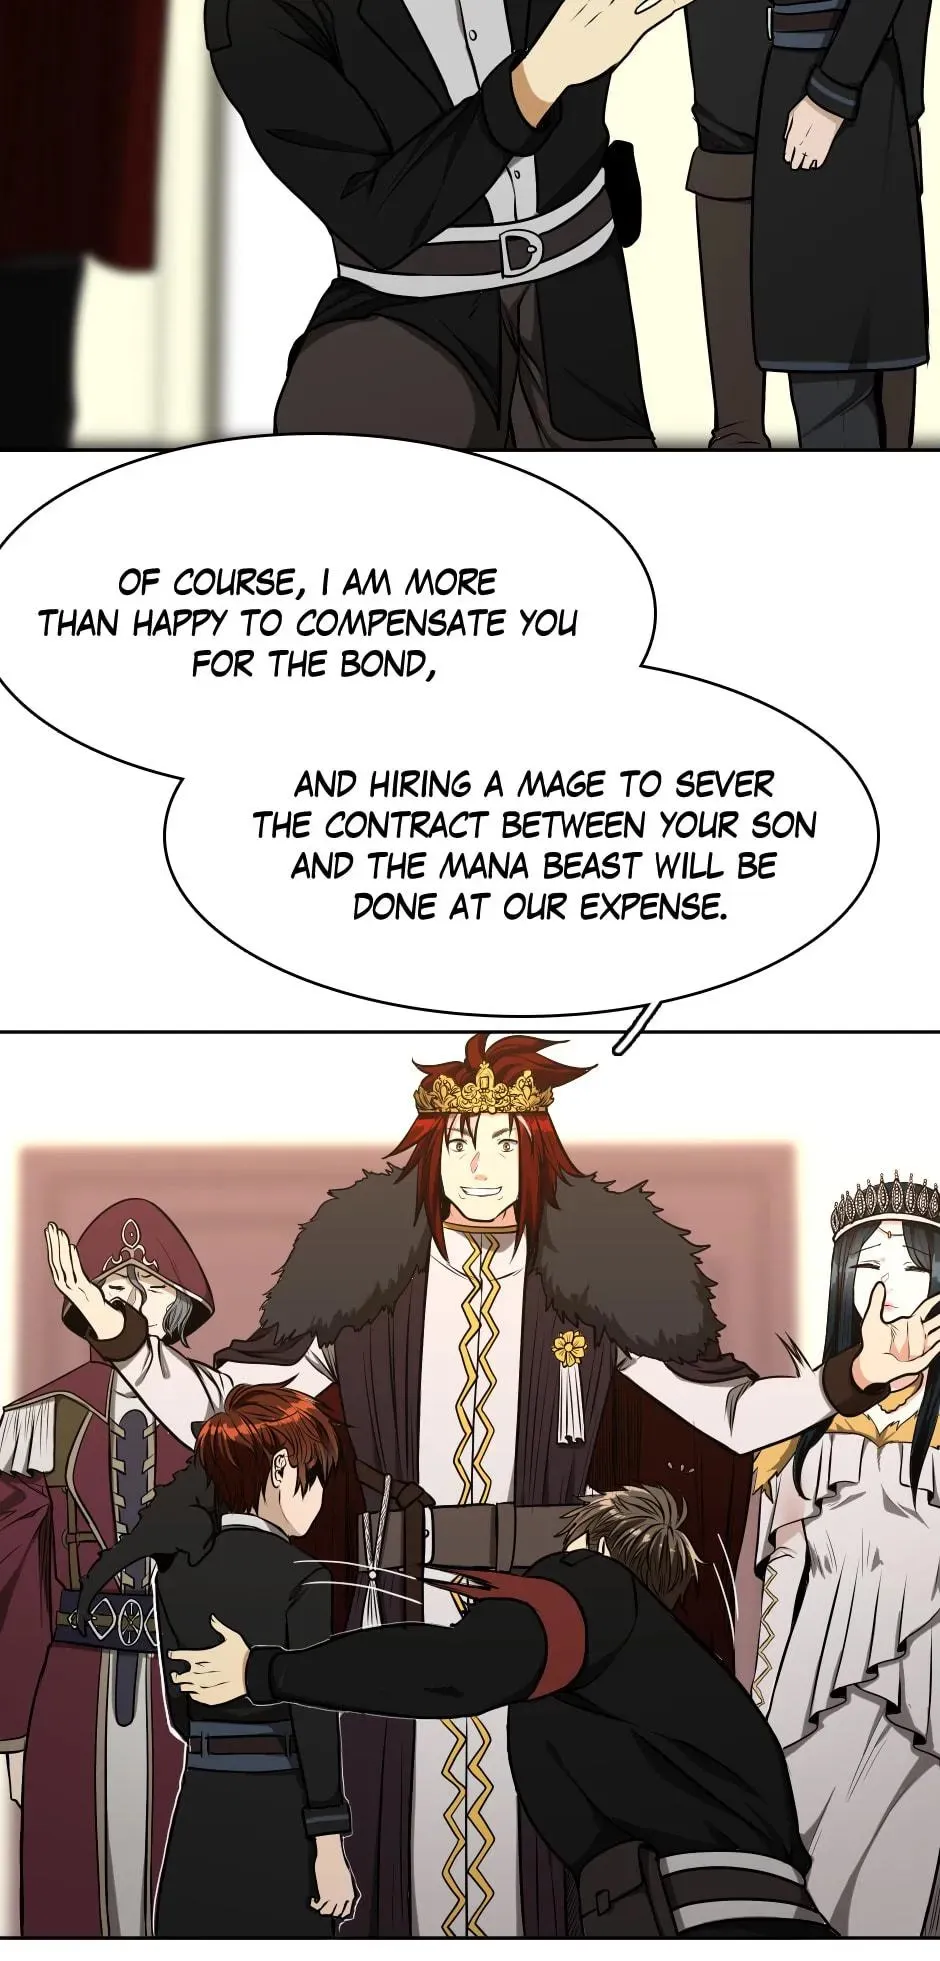 OF COURSE, I AM MORE
THAN HAPPY TO COMPENSATE YOU
FOR THE BOND,
AND HIRING A MAGE TO SEVER
THE CONTRACT BETWEEN YOUR SON
AND THE MANA BEAST WILL BE
DONE AT OUR EXPENSE.